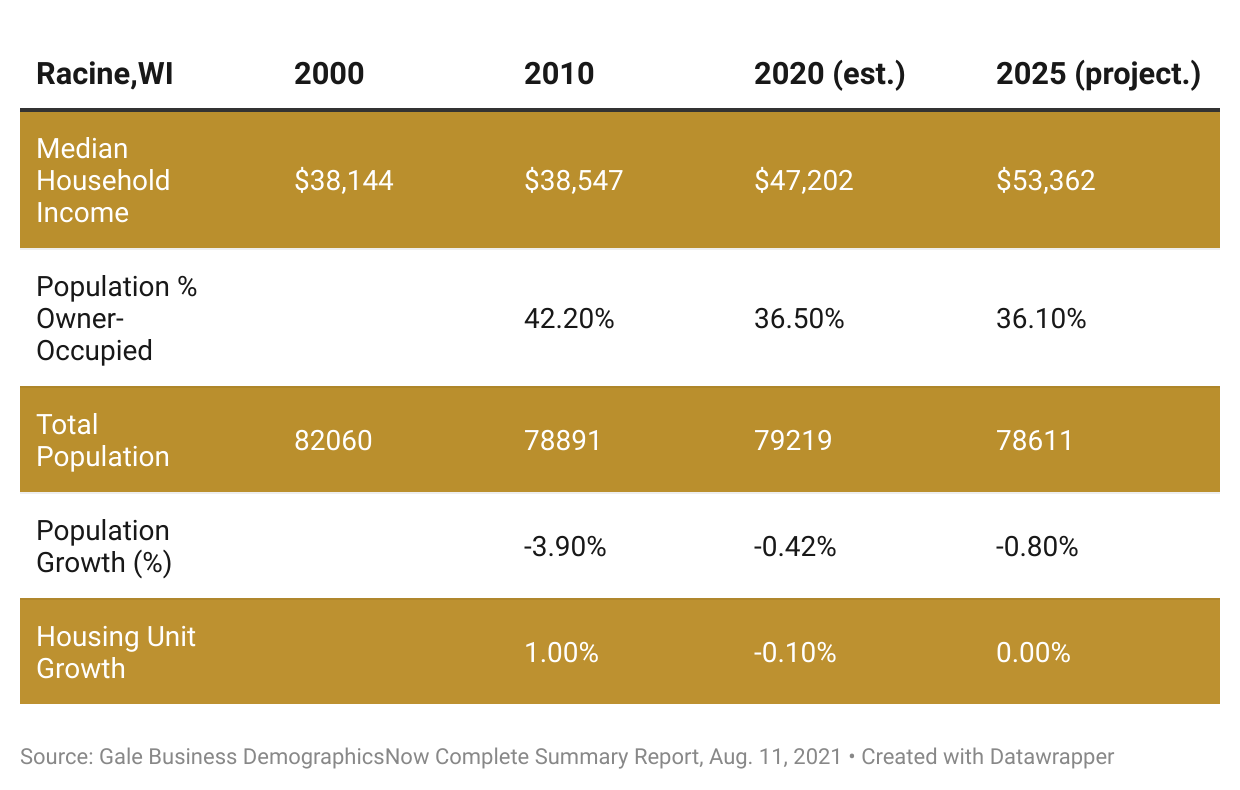 Racine,WI 2000 2010 2020 (est.) 2025 (project.)
Median
Household
Income
$38,144 $38,547 $47,202 $53,362
Population %
Owner-
Occupied
42.20% 36.50% 36.10%
Total
Population
82060 78891 79219 78611
Population
Growth (%)
-3.90% -0.42% -0.80%
Housing Unit
Growth
1.00% -0.10% 0.00%
Source: Gale Business DemographicsNow Complete Summary Report, Aug. 11, 2021 • Created with Datawrapper